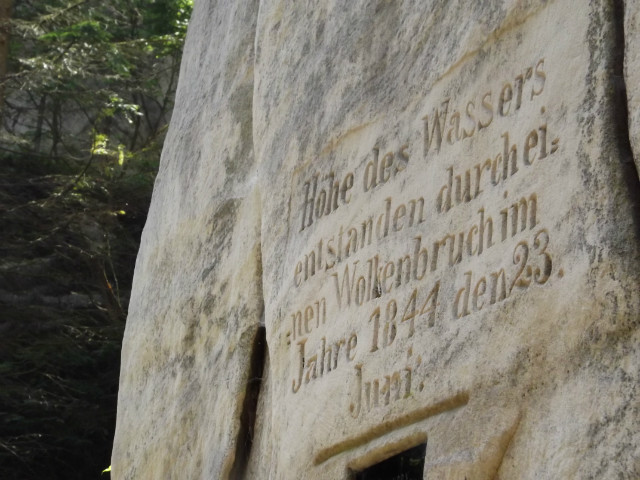 Höhe des Wassers
entstanden durch ei=
=nen Wolkenbruch im
Jahre 1844 den 23.
Juni.